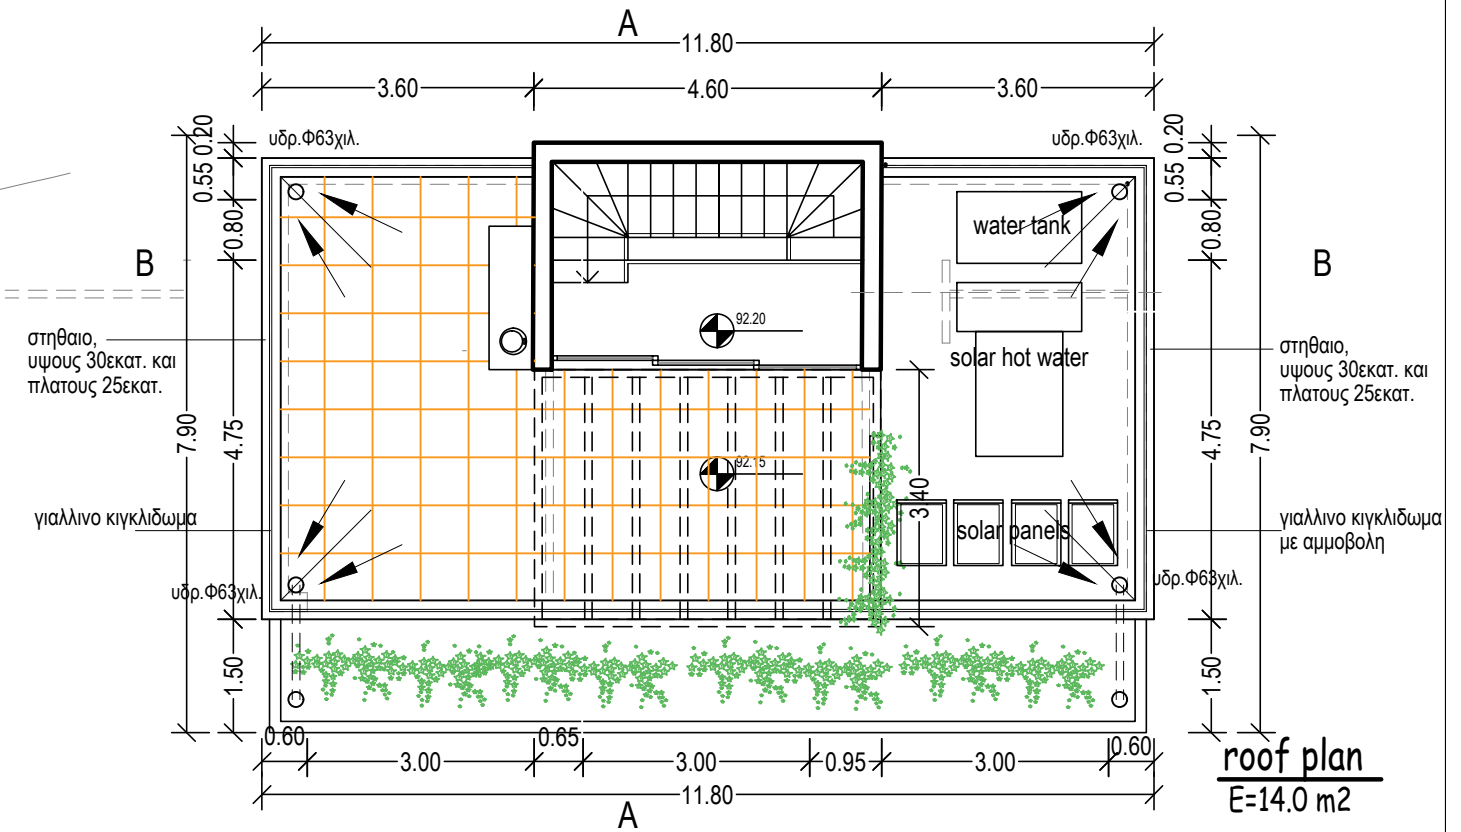 A
11.80
3.60
4.60
3.60
0.20
υδρ.Φ63χιλ.
υδρ.Φ63χιλ.
0.20
0.55
0.55
0.80
water tank
0.80
B
B
92.20
στηθαιο,
υψους 30εκατ. και
πλατους 25εκατ.
solar hot water
στηθαιο,
υψους 30εκατ. και
πλατους 25εκατ.
7.90
4.75
4.75
7.90
92.15
3.40
γιαλλινο κιγκλιδωμα
solar panels
γιαλλινο κιγκλιδωμα
με αμμοβολη
υδρ.Φ63χιλ.
υδρ.Φ63χιλ.
1.50
1.50
0.60
3.00
0.65
3.00
0.95
3.00
0.60
11.80
A
roof plan
E=14.0 m2